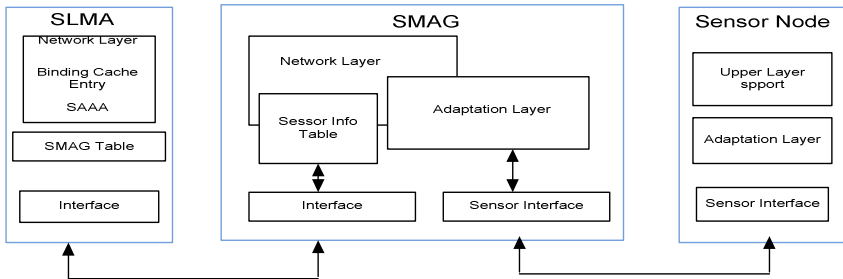 SLMA
Network Layer
Binding Cache
Entry
SAAA
SMAG Table
Interface
SMAG
Network Layer
Sessor Info
Table
Adaptation Layer
Interface
Sensor Interface
Sensor Node
Upper Layer
spport
Adaptation Layer
Sensor Interface